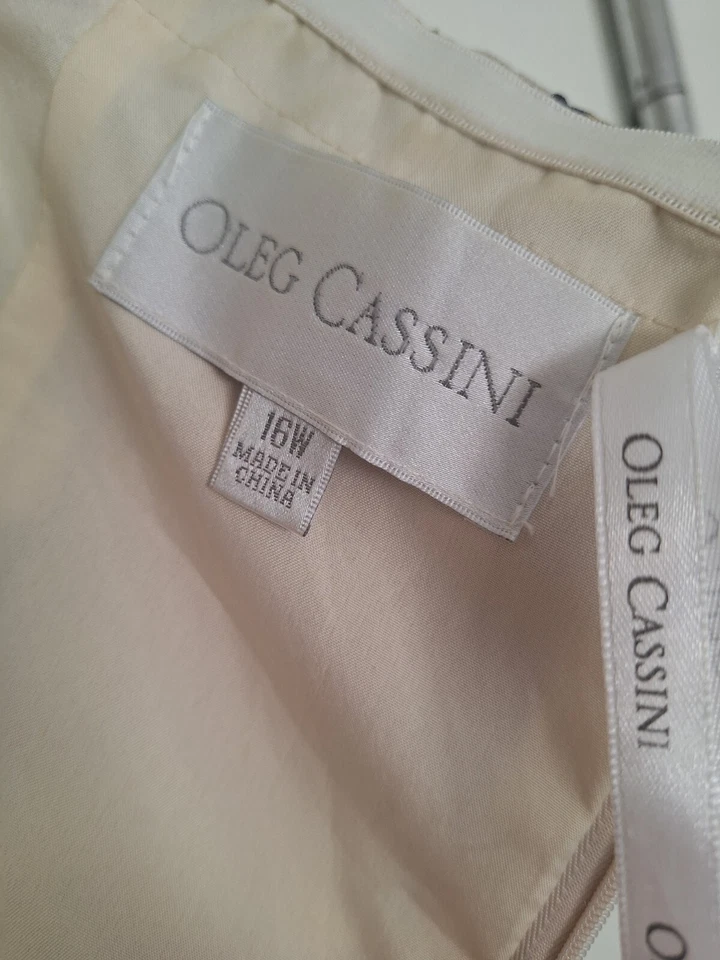 OLEG CASSINI
16W
MADE IN
CHINA
OLEG CASSINI
O